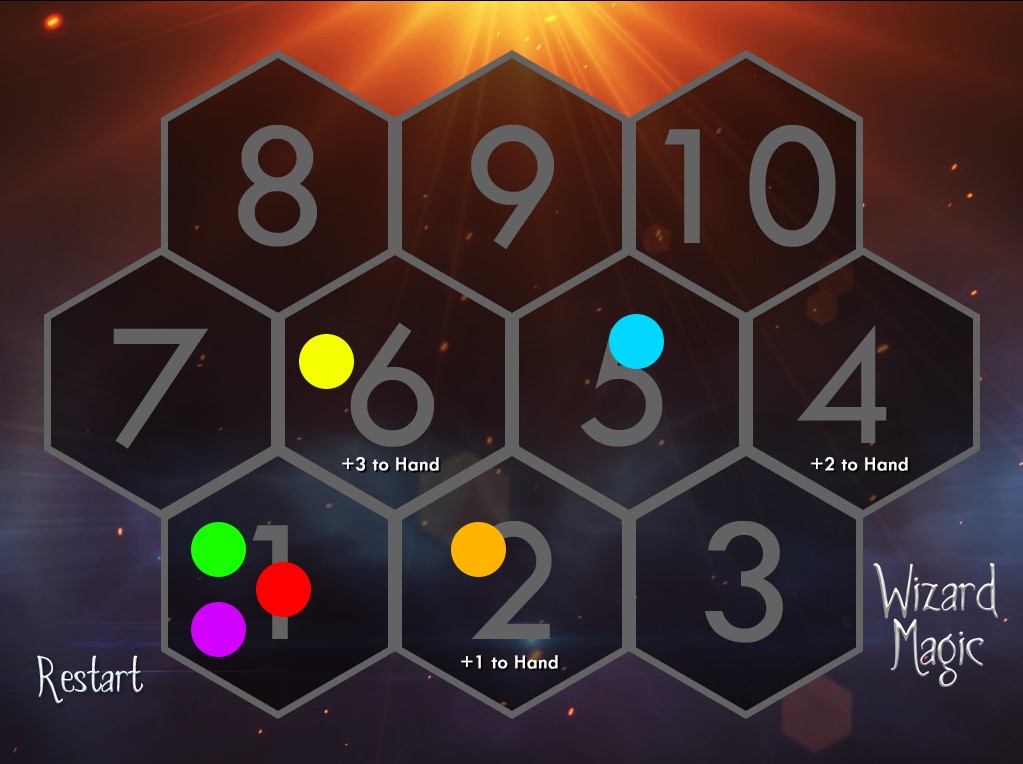 8 9 10
7 6 5 4
+3 to Hand +2 to Hand
1 2 3
+1 to Hand
Wizard
Magic
Restart